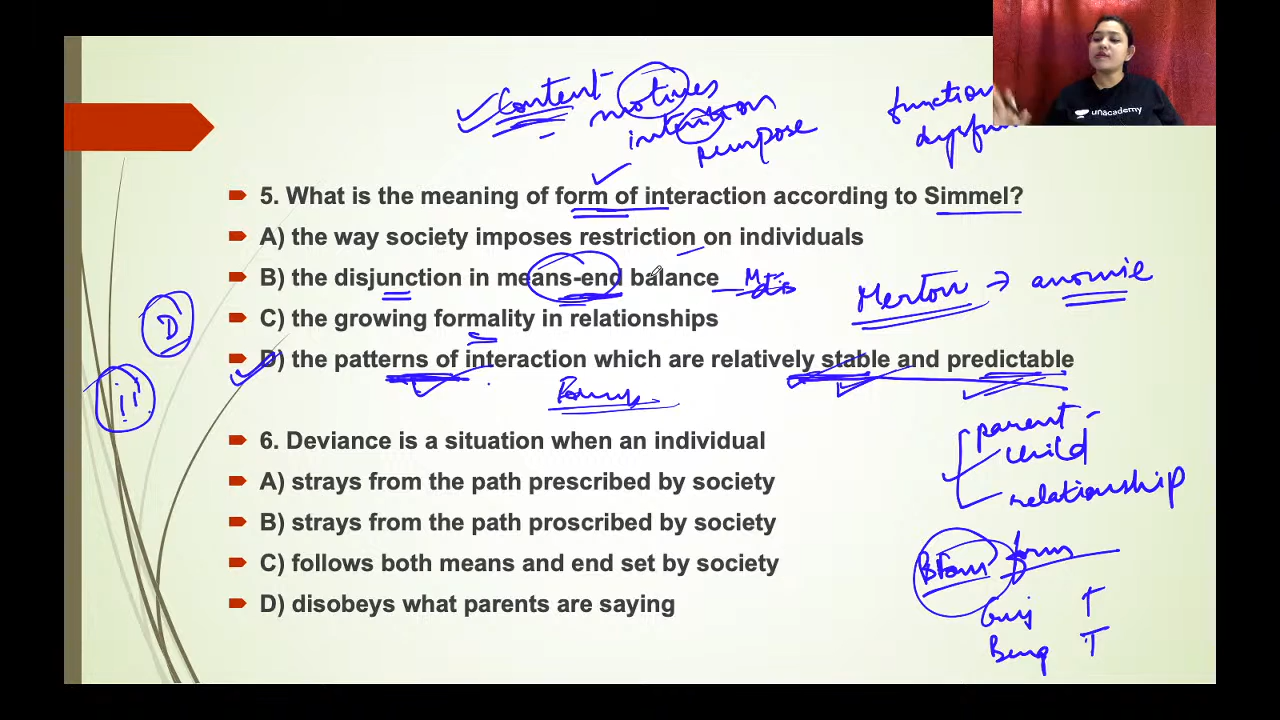 Content - motives
intention
purpose
function
unacademy
5. What is the meaning of form of interaction according to Simmel?
A) the way society imposes restriction on individuals
B) the disjunction in means-end balance
Merton → anomie
C) the growing formality in relationships
D
D) the patterns of interaction which are relatively stable and predictable
parent -
child
relationship
6. Deviance is a situation when an individual
A) strays from the path prescribed by society
B) strays from the path proscribed by society
C) follows both means and end set by society
D) disobeys what parents are saying
form
T
T